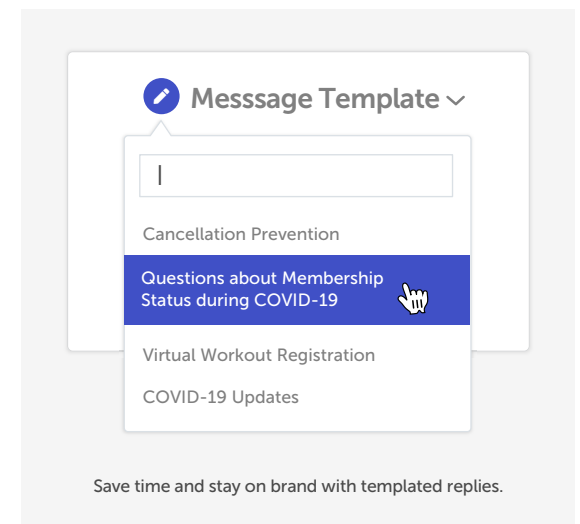 Messsage Template
Cancellation Prevention
Questions about Membership
Status during COVID-19
Virtual Workout Registration
COVID-19 Updates
Save time and stay on brand with templated replies.